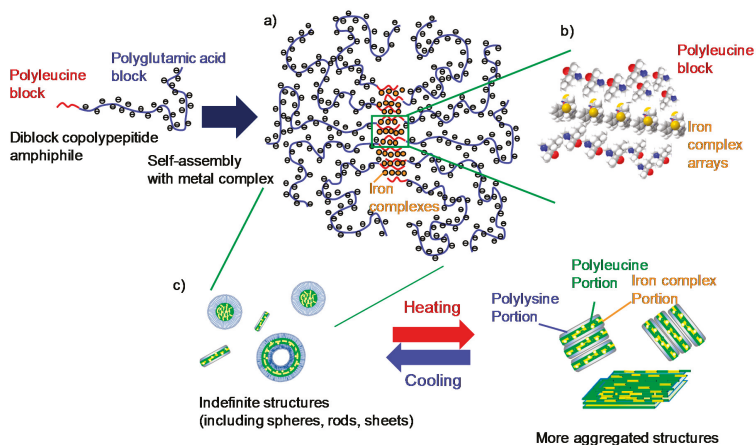 a)
b)
Polyglutamic acid
block
Polyleucine
block
Polyleucine
block
Diblock copolypeptide
amphiphile
Self-assembly
with metal complex
Iron
complexes
Iron
complex
arrays
c)
Polyleucine
Portion
Iron complex
Portion
Polylysine
Portion
Heating
Cooling
Indefinite structures
(including spheres, rods, sheets)
More aggregated structures